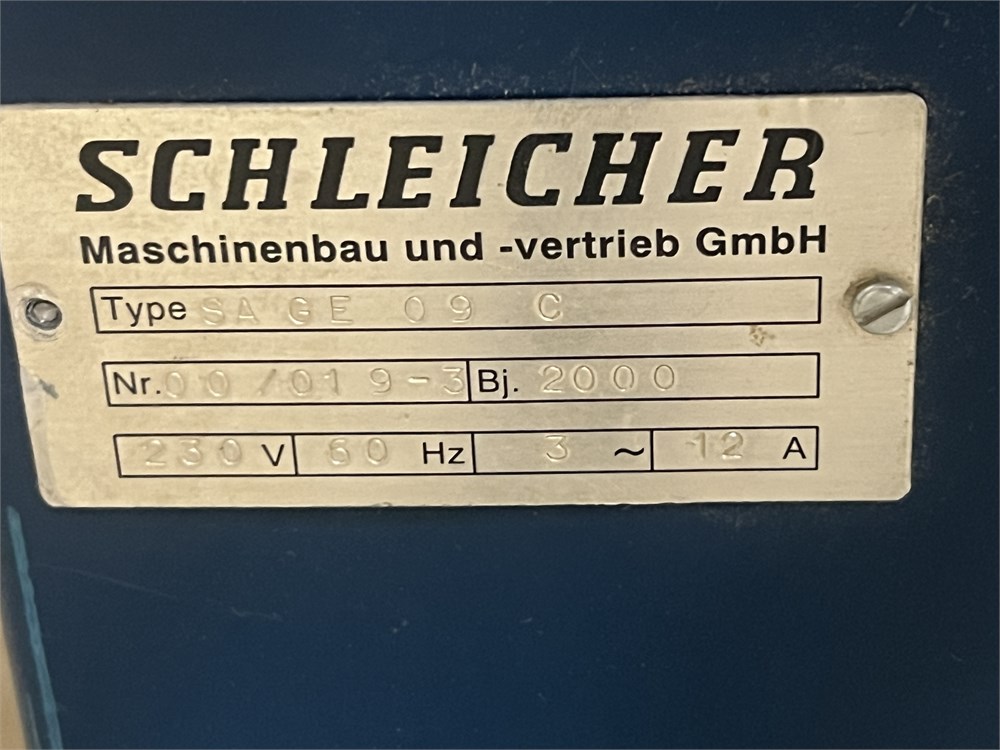 SCHLEICHER
Maschinenbau und -vertrieb GmbH
Type SA GE 09 C
Nr. 00/019-3 Bj. 2000
230 V 60 Hz 3 ~ 12 A